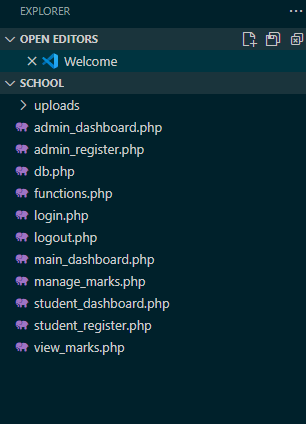 EXPLORER
OPEN EDITORS
Welcome
SCHOOL
uploads
admin_dashboard.php
admin_register.php
db.php
functions.php
login.php
logout.php
main_dashboard.php
manage_marks.php
student_dashboard.php
student_register.php
view_marks.php